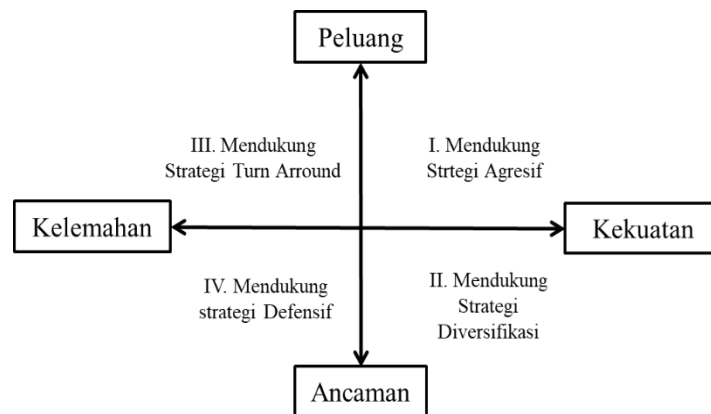 Peluang
III. Mendukung
Strategi Turn Arround
I. Mendukung
Strtegi Agresif
Kelemahan
Kekuatan
IV. Mendukung
strategi Defensif
II. Mendukung
Strategi
Diversifikasi
Ancaman